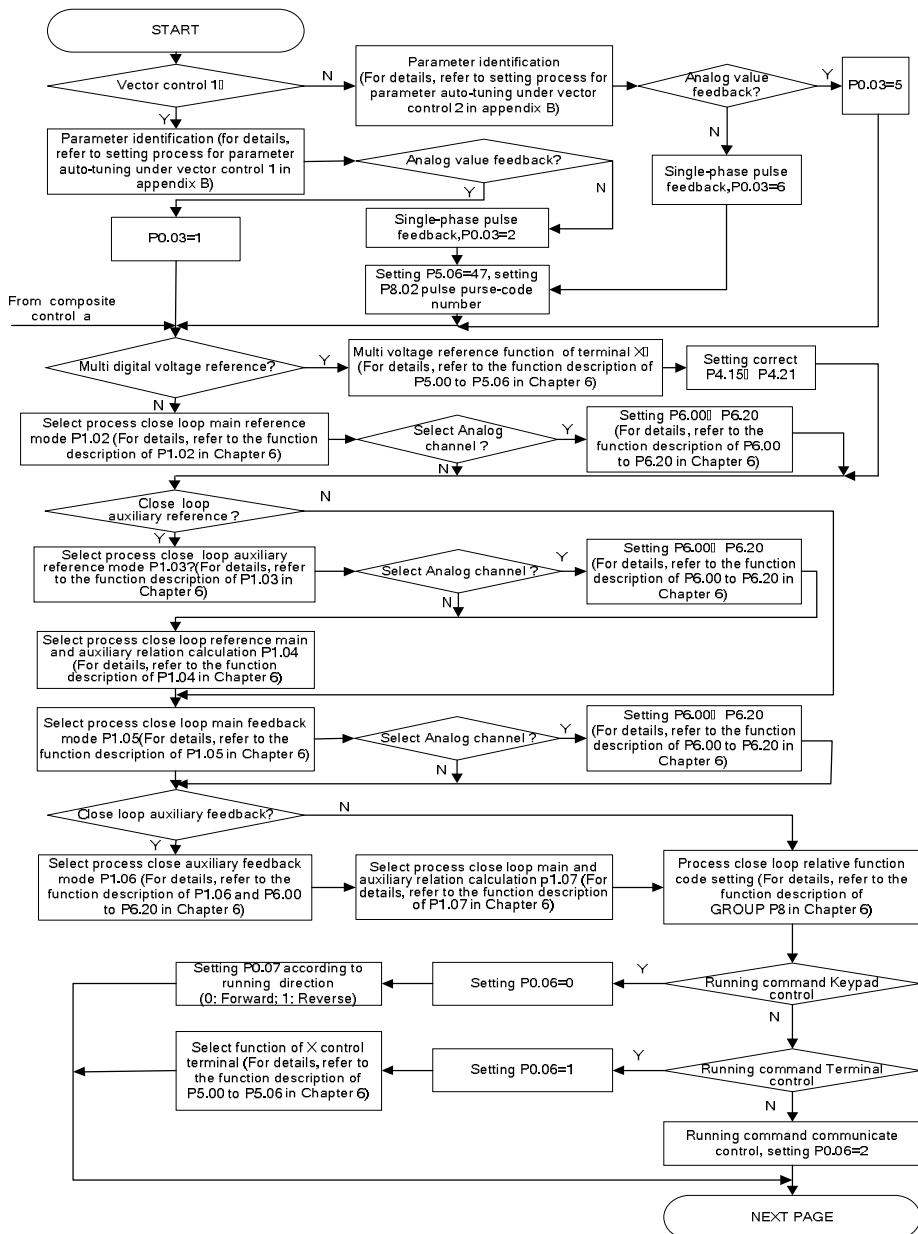 START
Vector control 1
N
Parameter identification
(For details, refer to setting process for
parameter auto-tuning under vector
control 2 in appendix B)
Analog value
feedback?
Y
P0.03=5
Y
N
Parameter identification (for details,
refer to setting process for parameter
auto-tuning under vector control 1 in
appendix B)
Analog value feedback?
N
Y
Single-phase pulse
feedback,P0.03=6
P0.03=1
Single-phase pulse
feedback,P0.03=2
Setting P5.06=47, setting
P8.02 pulse purse-code
number
From composite
control a
Multi digital voltage reference?
Y
Multi voltage reference function of terminal X
(For details, refer to the function description of
P5.00 to P5.06 in Chapter 6)
Setting correct
P4.15 P4.21
N
Select process close loop main reference
mode P1.02 (For details, refer to the function
description of P1.02 in Chapter 6)
Select Analog
channel ?
Y
Setting P6.00 P6.20
(For details, refer to the
function description of P6.00
to P6.20 in Chapter 6)
N
Close loop
auxiliary reference ?
N
Y
Select process close loop auxiliary
reference mode P1.03?(For details, refer
to the function description of P1.03 in
Chapter 6)
Select Analog channel ?
Y
Setting P6.00 P6.20
(For details, refer to the function
description of P6.00 to P6.20 in
Chapter 6)
N
Select process close loop reference main
and auxiliary relation calculation P1.04
(For details, refer to the function
description of P1.04 in Chapter 6)
Select process close loop main feedback
mode P1.05(For details, refer to the
function description of P1.05 in Chapter 6)
Select Analog channel ?
Y
Setting P6.00 P6.20
(For details, refer to the function
description of P6.00 to P6.20 in
Chapter 6)
N
Close loop auxiliary feedback?
N
Y
Select process close auxiliary feedback
mode P1.06 (For details, refer to the
function description of P1.06 and P6.00
to P6.20 in Chapter 6)
Select process close loop main and
auxiliary relation calculation p1.07 (For
details, refer to the function description
of P1.07 in Chapter 6)
Process close loop relative function
code setting (For details, refer to the
function description of
GROUP P8 in Chapter 6)
Setting P0.07 according to
running direction
(0: Forward; 1: Reverse)
Setting P0.06=0
Y
Running command Keypad
control
N
Select function of X control
terminal (For details, refer to
the function description of
P5.00 to P5.06 in Chapter 6)
Setting P0.06=1
Y
Running command Terminal
control
N
Running command communicate
control, setting P0.06=2
NEXT PAGE